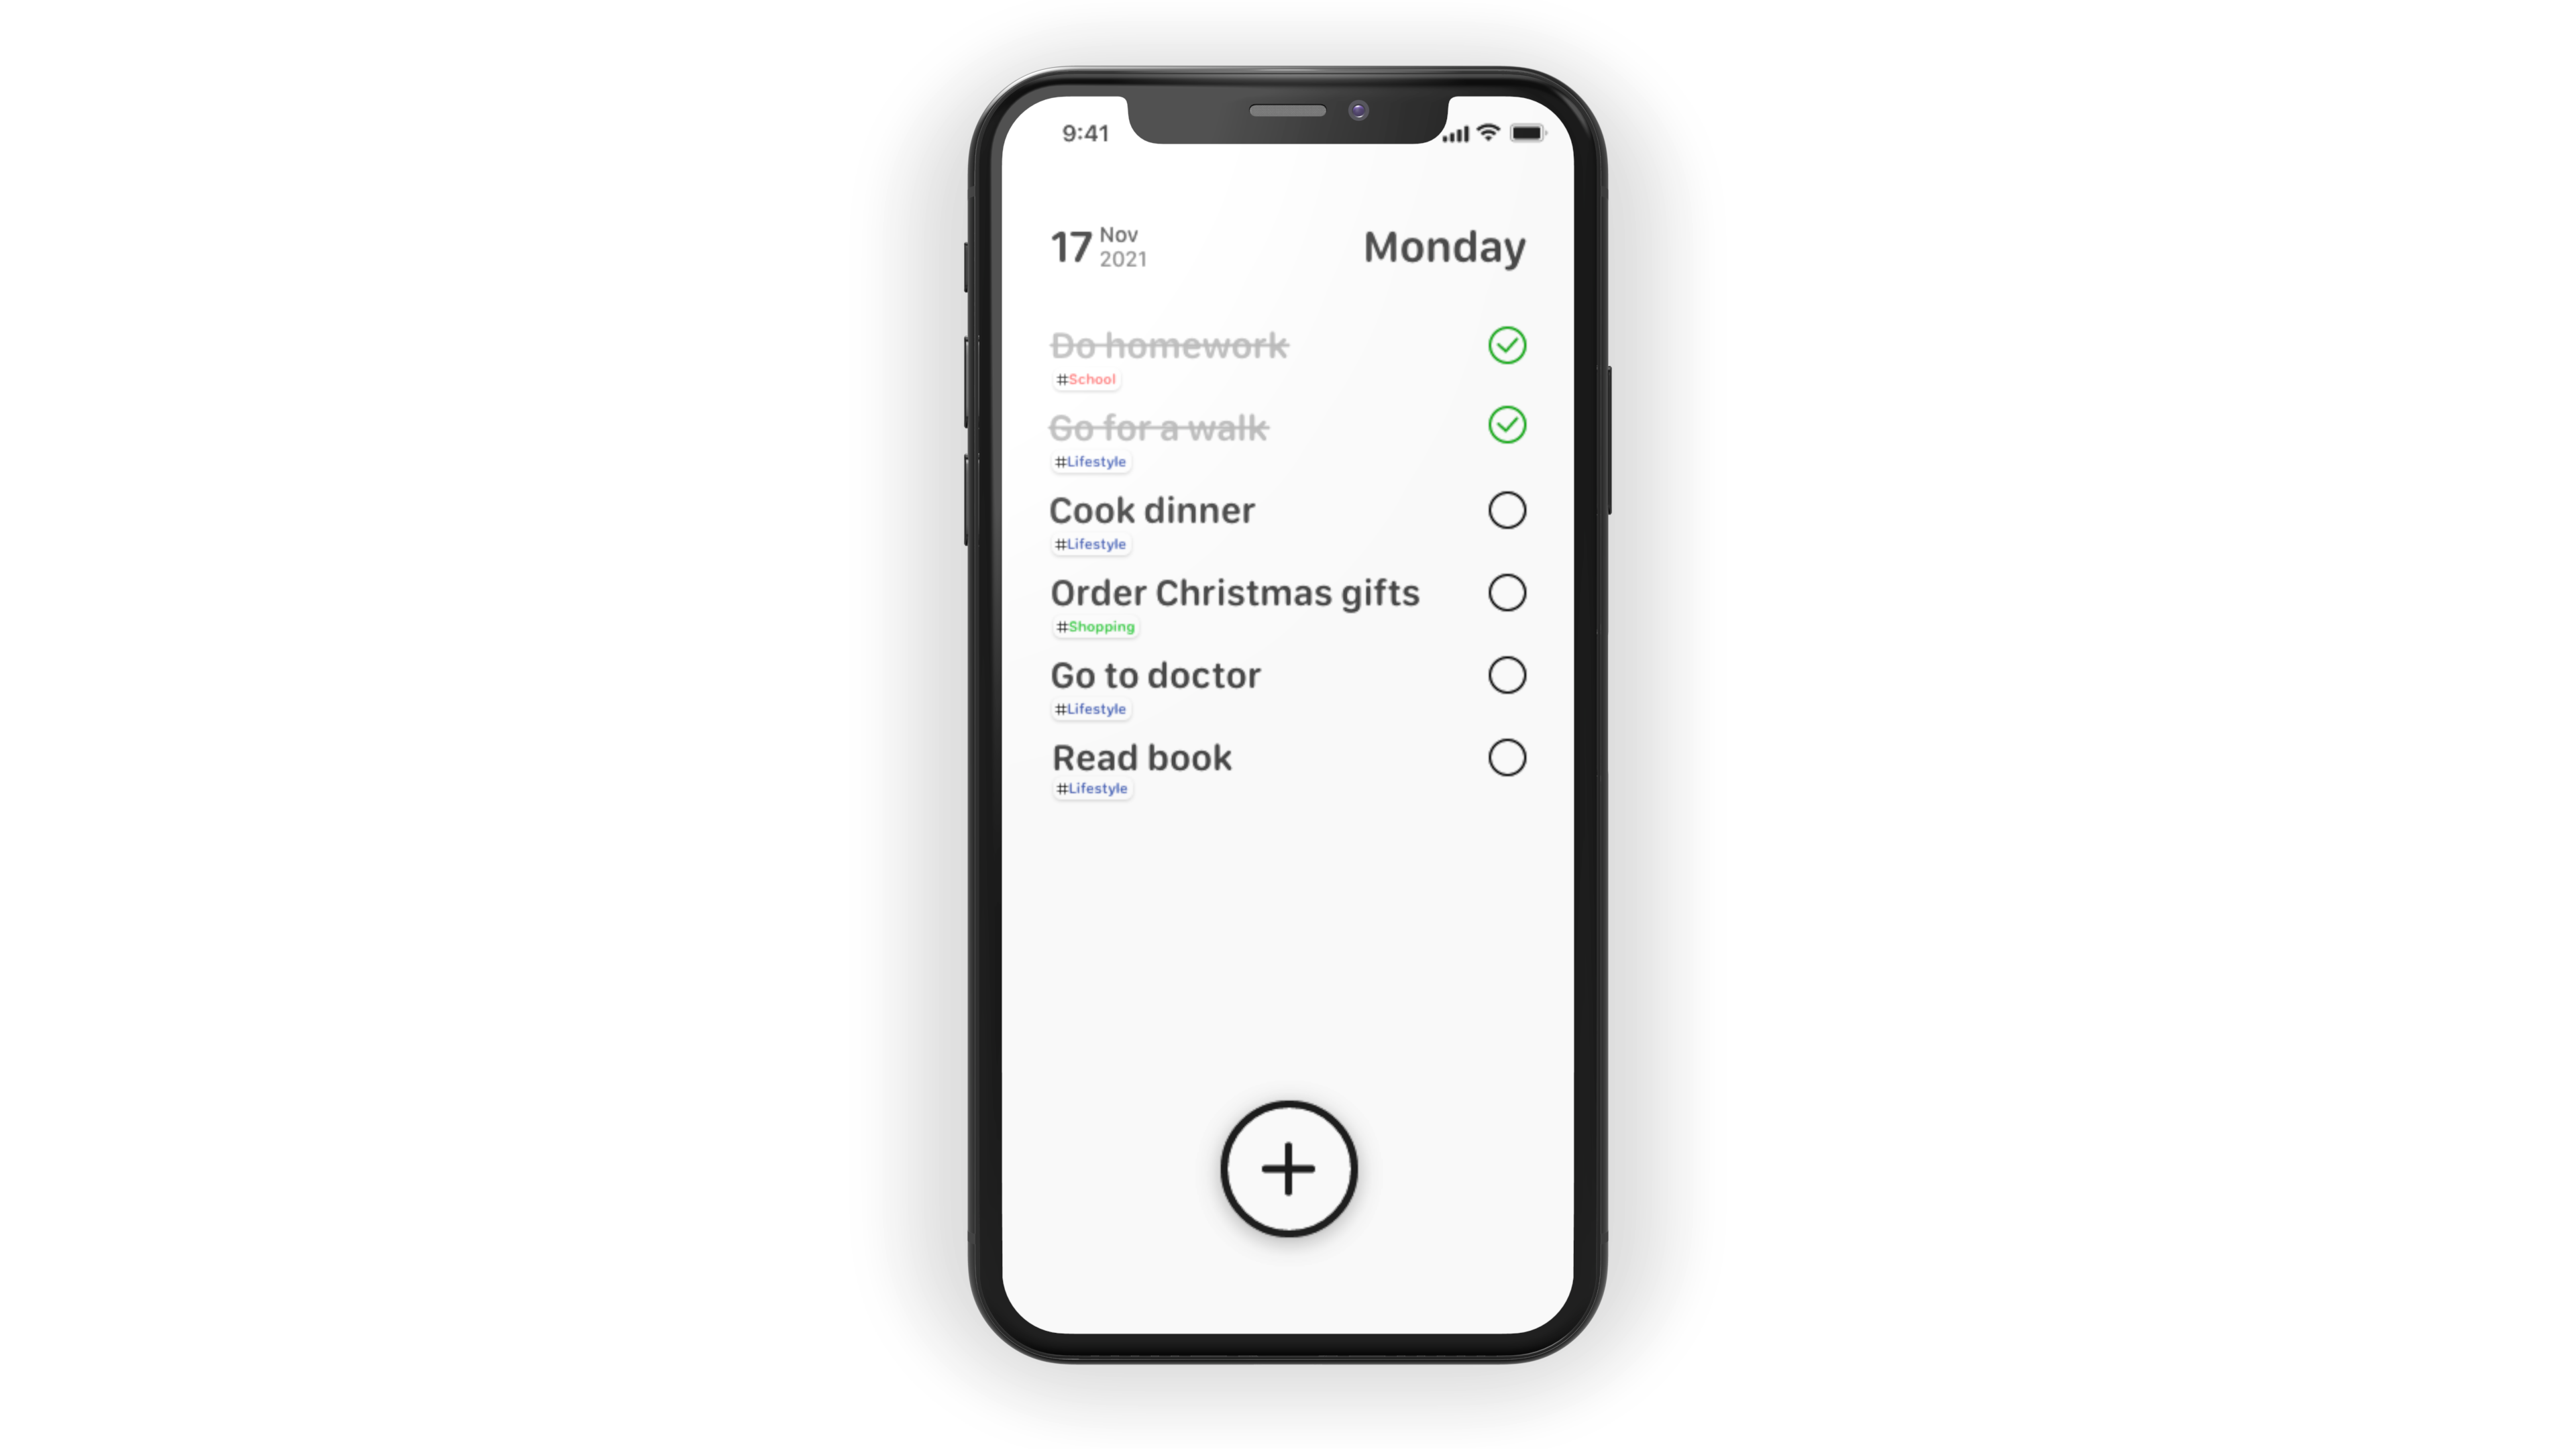 9:41
17 Nov 2021 Monday
Do homework
#School
Go for a walk
#Lifestyle
Cook dinner
#Lifestyle
Order Christmas gifts
#Shopping
Go to doctor
#Lifestyle
Read book
#Lifestyle